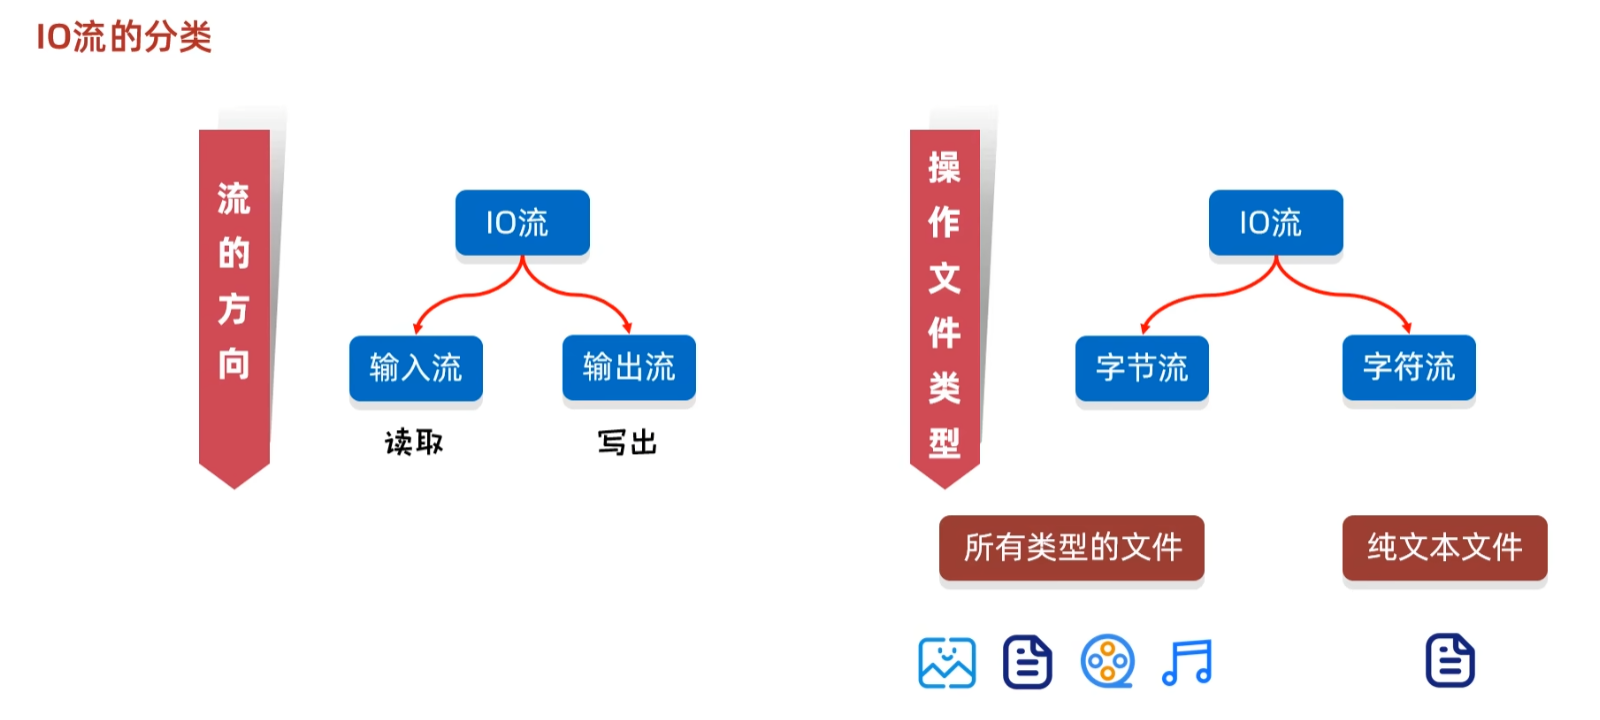 IO流的分类
流的方向
IO流
输入流
输出流
读取
写出
操作文件类型
IO流
字节流
字符流
所有类型的文件
纯文本文件